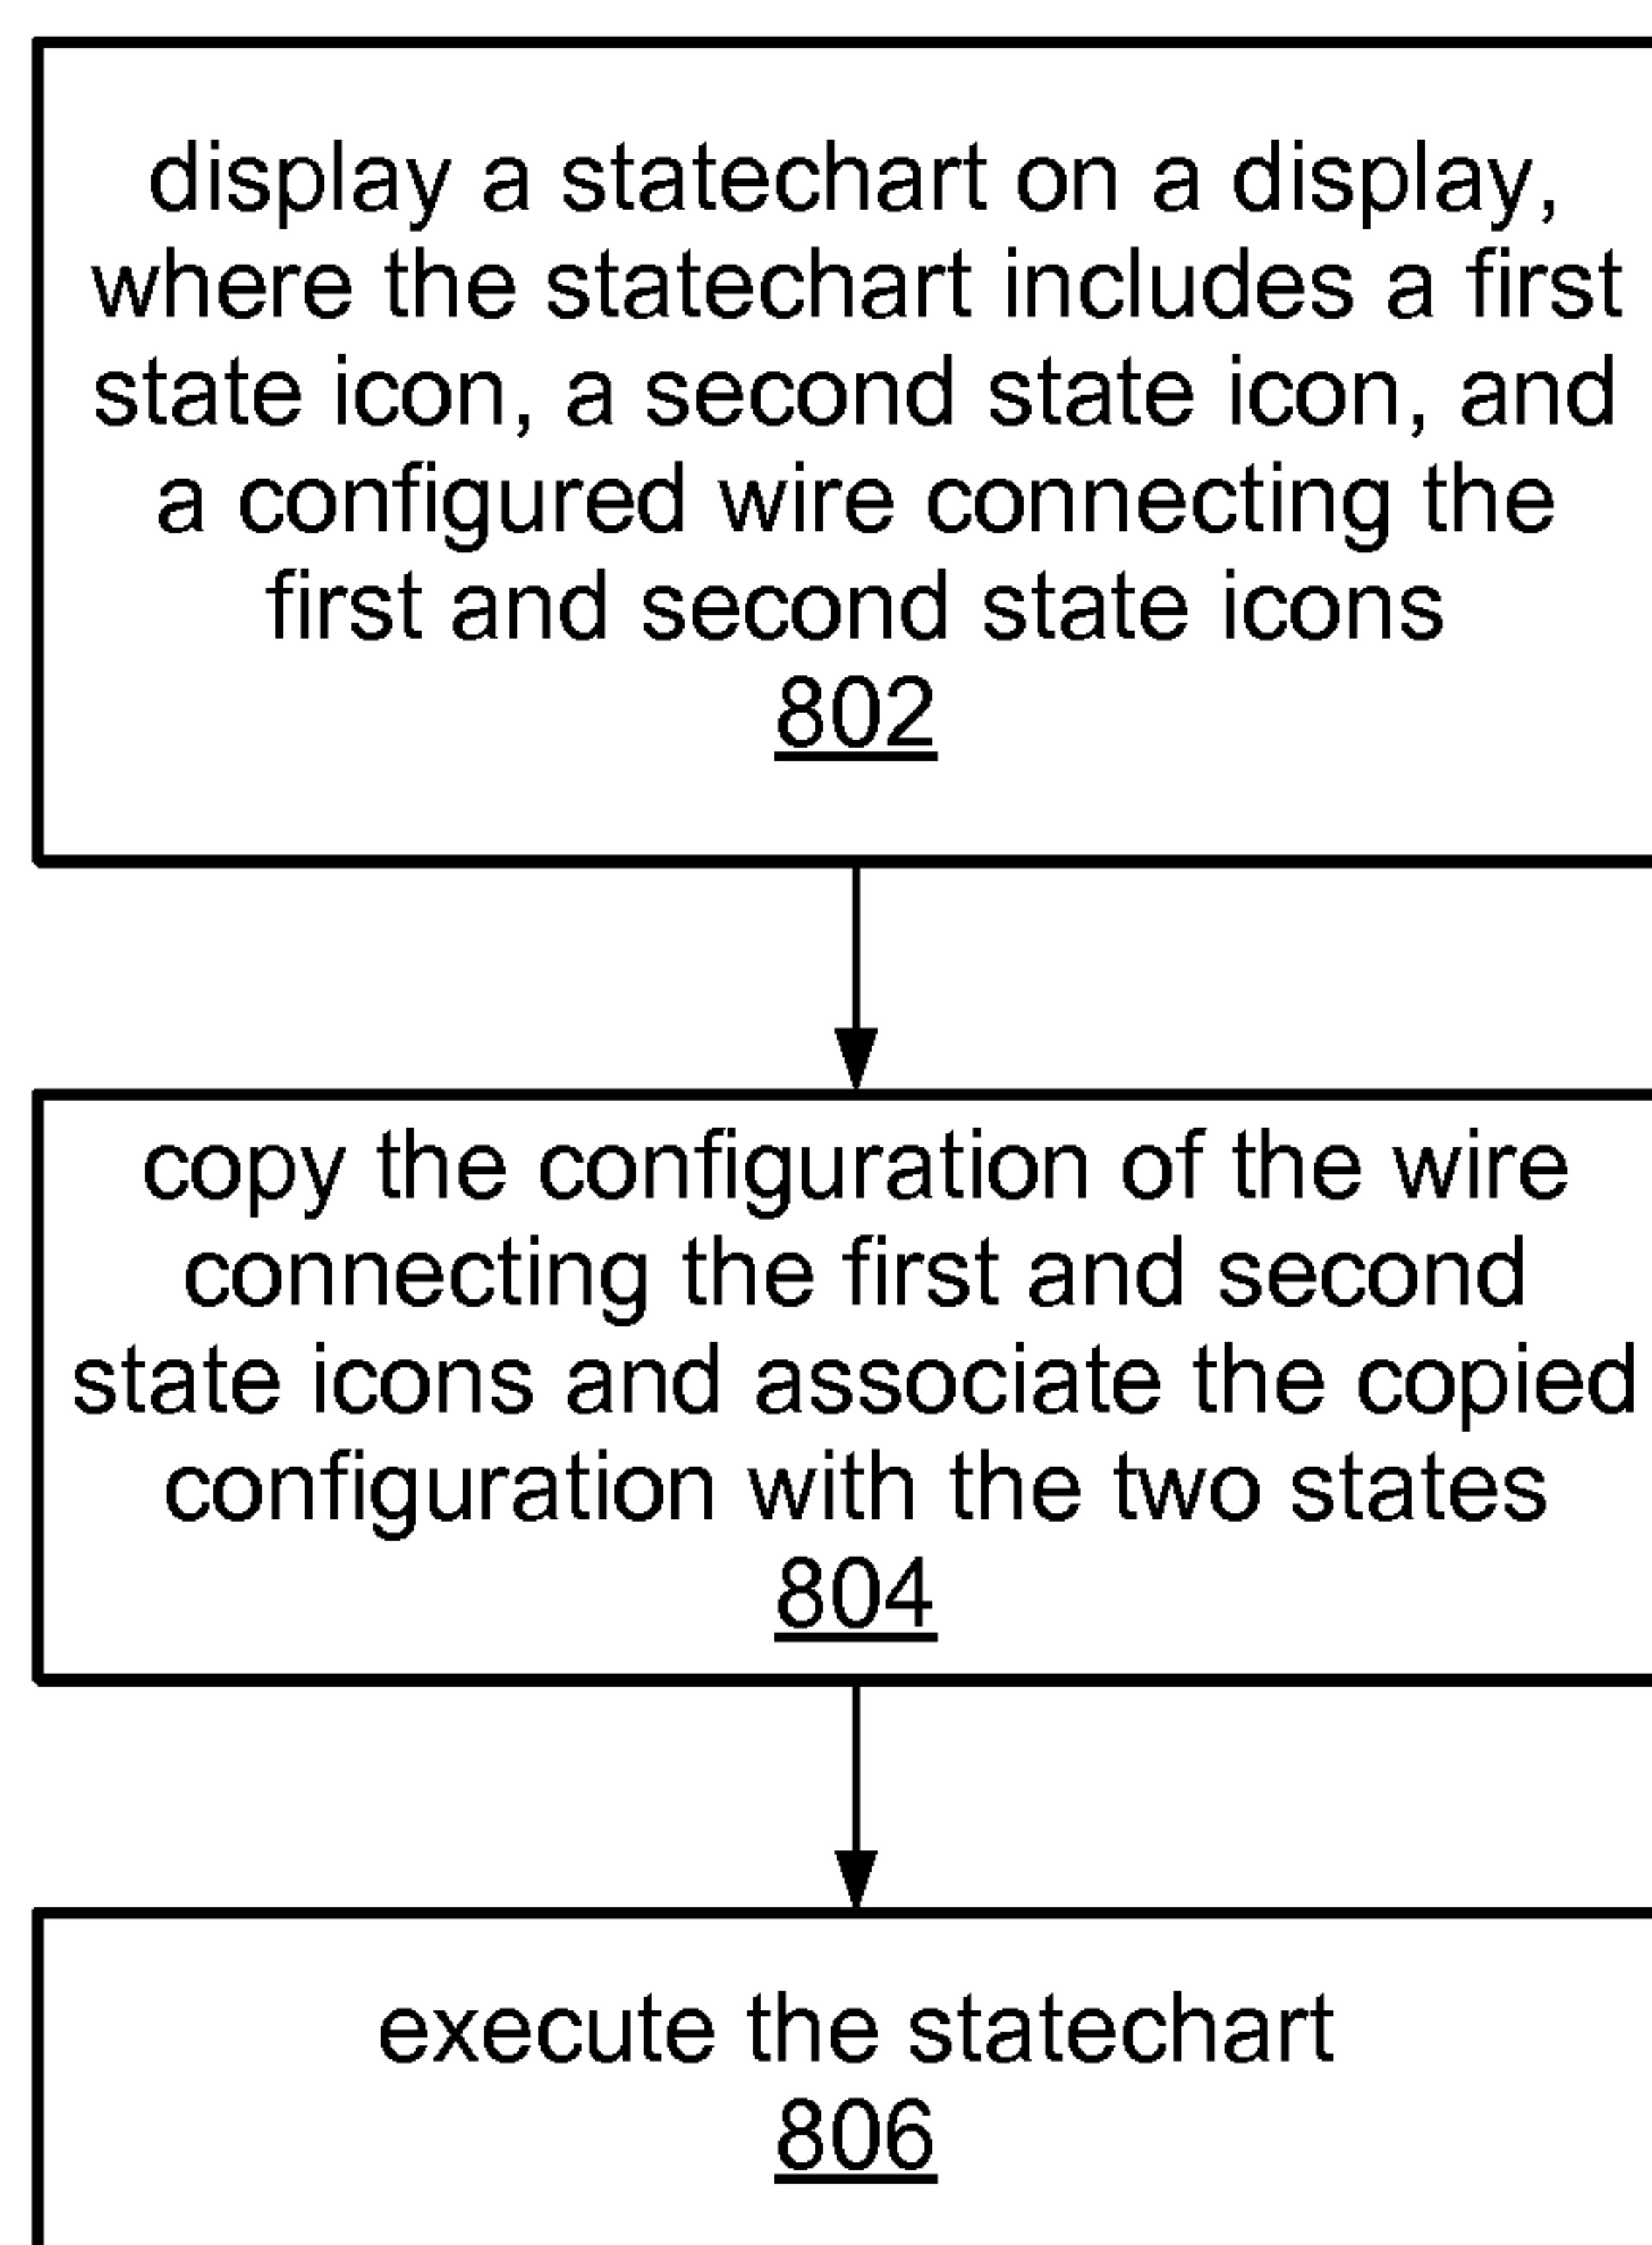 display a statechart on a display,
where the statechart includes a first
state icon, a second state icon, and
a configured wire connecting the
first and second state icons
802
copy the configuration of the wire
connecting the first and second
state icons and associate the copied
configuration with the two states
804
execute the statechart
806